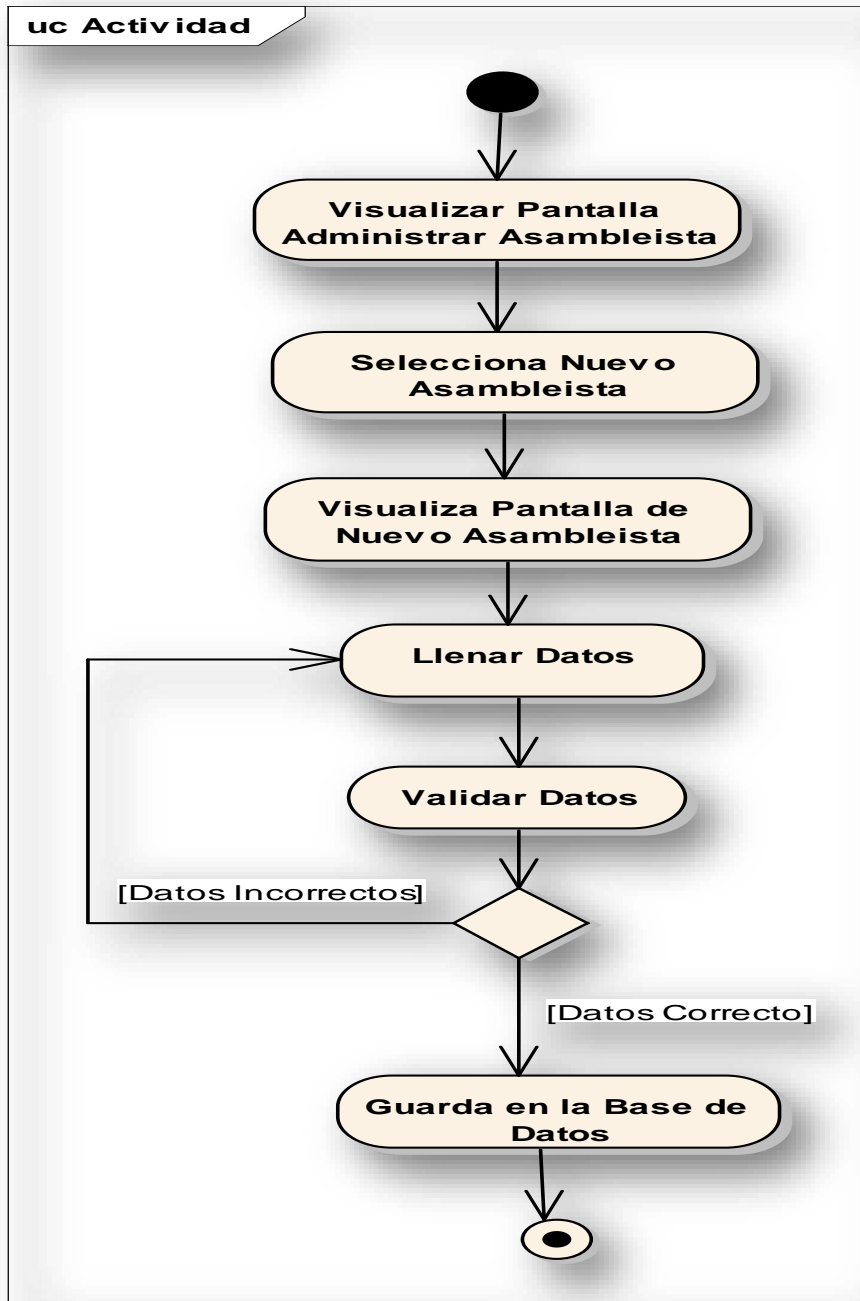 uc Actividad
Visualizar Pantalla
Administrar Asambleista
Selecciona Nuevo
Asambleista
Visualiza Pantalla de
Nuevo Asambleista
Llenar Datos
Validar Datos
[Datos Incorrectos]
[Datos Correcto]
Guarda en la Base de
Datos